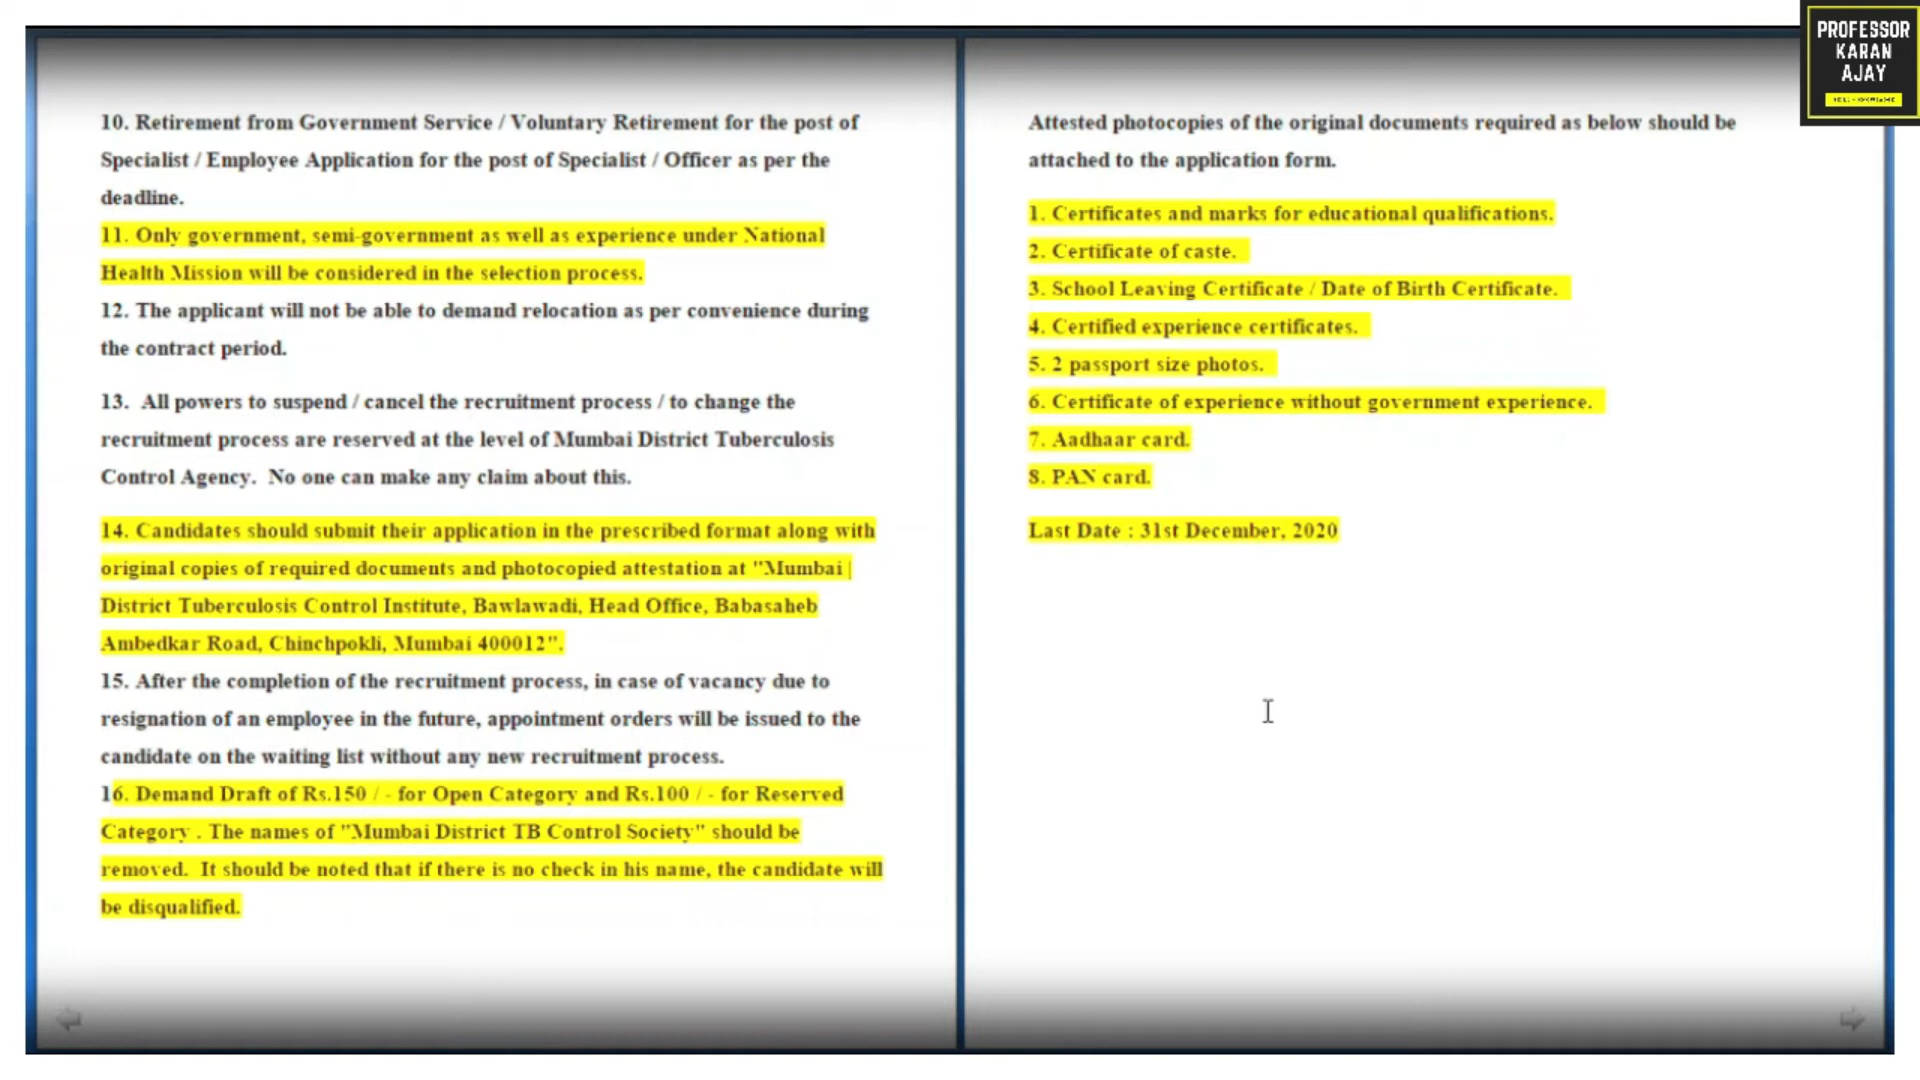 PROFESSOR
KARAN
AJAY
10. Retirement from Government Service / Voluntary Retirement for the post of
Specialist / Employee Application for the post of Specialist / Officer as per the
deadline.
11. Only government, semi-government as well as experience under National
Health Mission will be considered in the selection process.
12. The applicant will not be able to demand relocation as per convenience during
the contract period.
13.  All powers to suspend / cancel the recruitment process / to change the
recruitment process are reserved at the level of Mumbai District Tuberculosis
Control Agency.  No one can make any claim about this.
14. Candidates should submit their application in the prescribed format along with
original copies of required documents and photocopied attestation at "Mumbai |
District Tuberculosis Control Institute, Bawlawadi, Head Office, Babasaheb
Ambedkar Road, Chinchpokli, Mumbai 400012".
15. After the completion of the recruitment process, in case of vacancy due to
resignation of an employee in the future, appointment orders will be issued to the
candidate on the waiting list without any new recruitment process.
16. Demand Draft of Rs.150 / - for Open Category and Rs.100 / - for Reserved
Category . The names of "Mumbai District TB Control Society" should be
removed.  It should be noted that if there is no check in his name, the candidate will
be disqualified.
Attested photocopies of the original documents required as below should be
attached to the application form.
1. Certificates and marks for educational qualifications.
2. Certificate of caste.
3. School Leaving Certificate / Date of Birth Certificate.
4. Certified experience certificates.
5. 2 passport size photos.
6. Certificate of experience without government experience.
7. Aadhaar card.
8. PAN card.
Last Date : 31st December, 2020